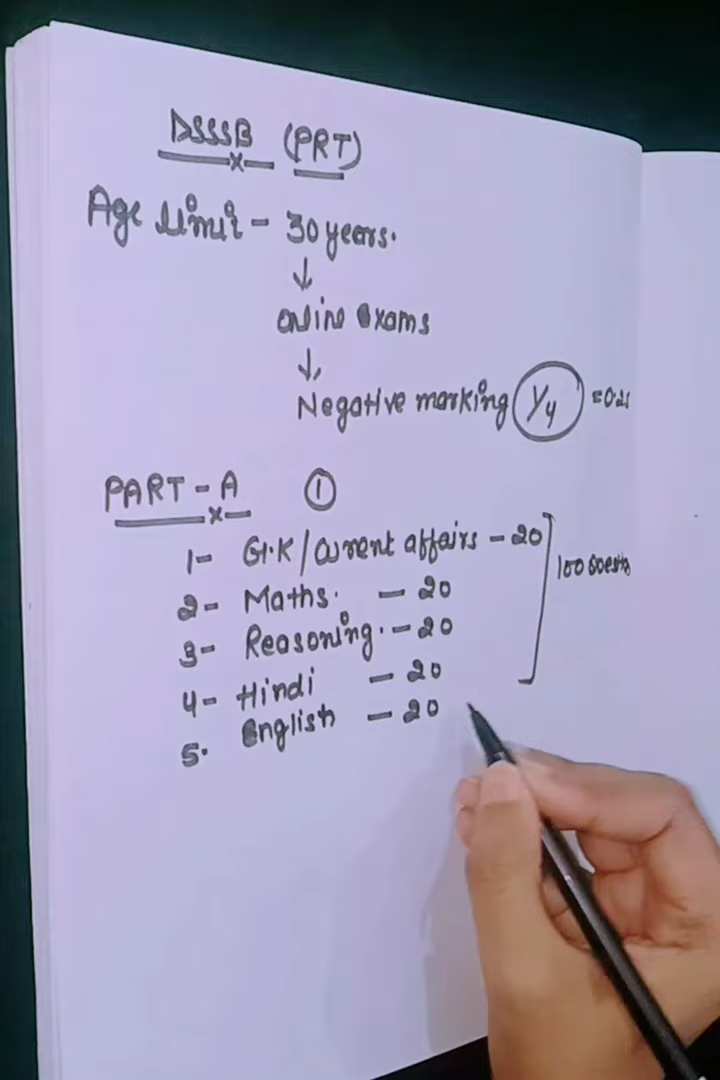 DSSSB (PRT)
Age limit - 30 years.
↓
online exams
↓
Negative marking 1/4 = 0.25
PART - A ①
1- G.K / Current affairs - 20
2- Maths. - 20
3- Reasoning. - 20
4- Hindi - 20
5. English - 20
100